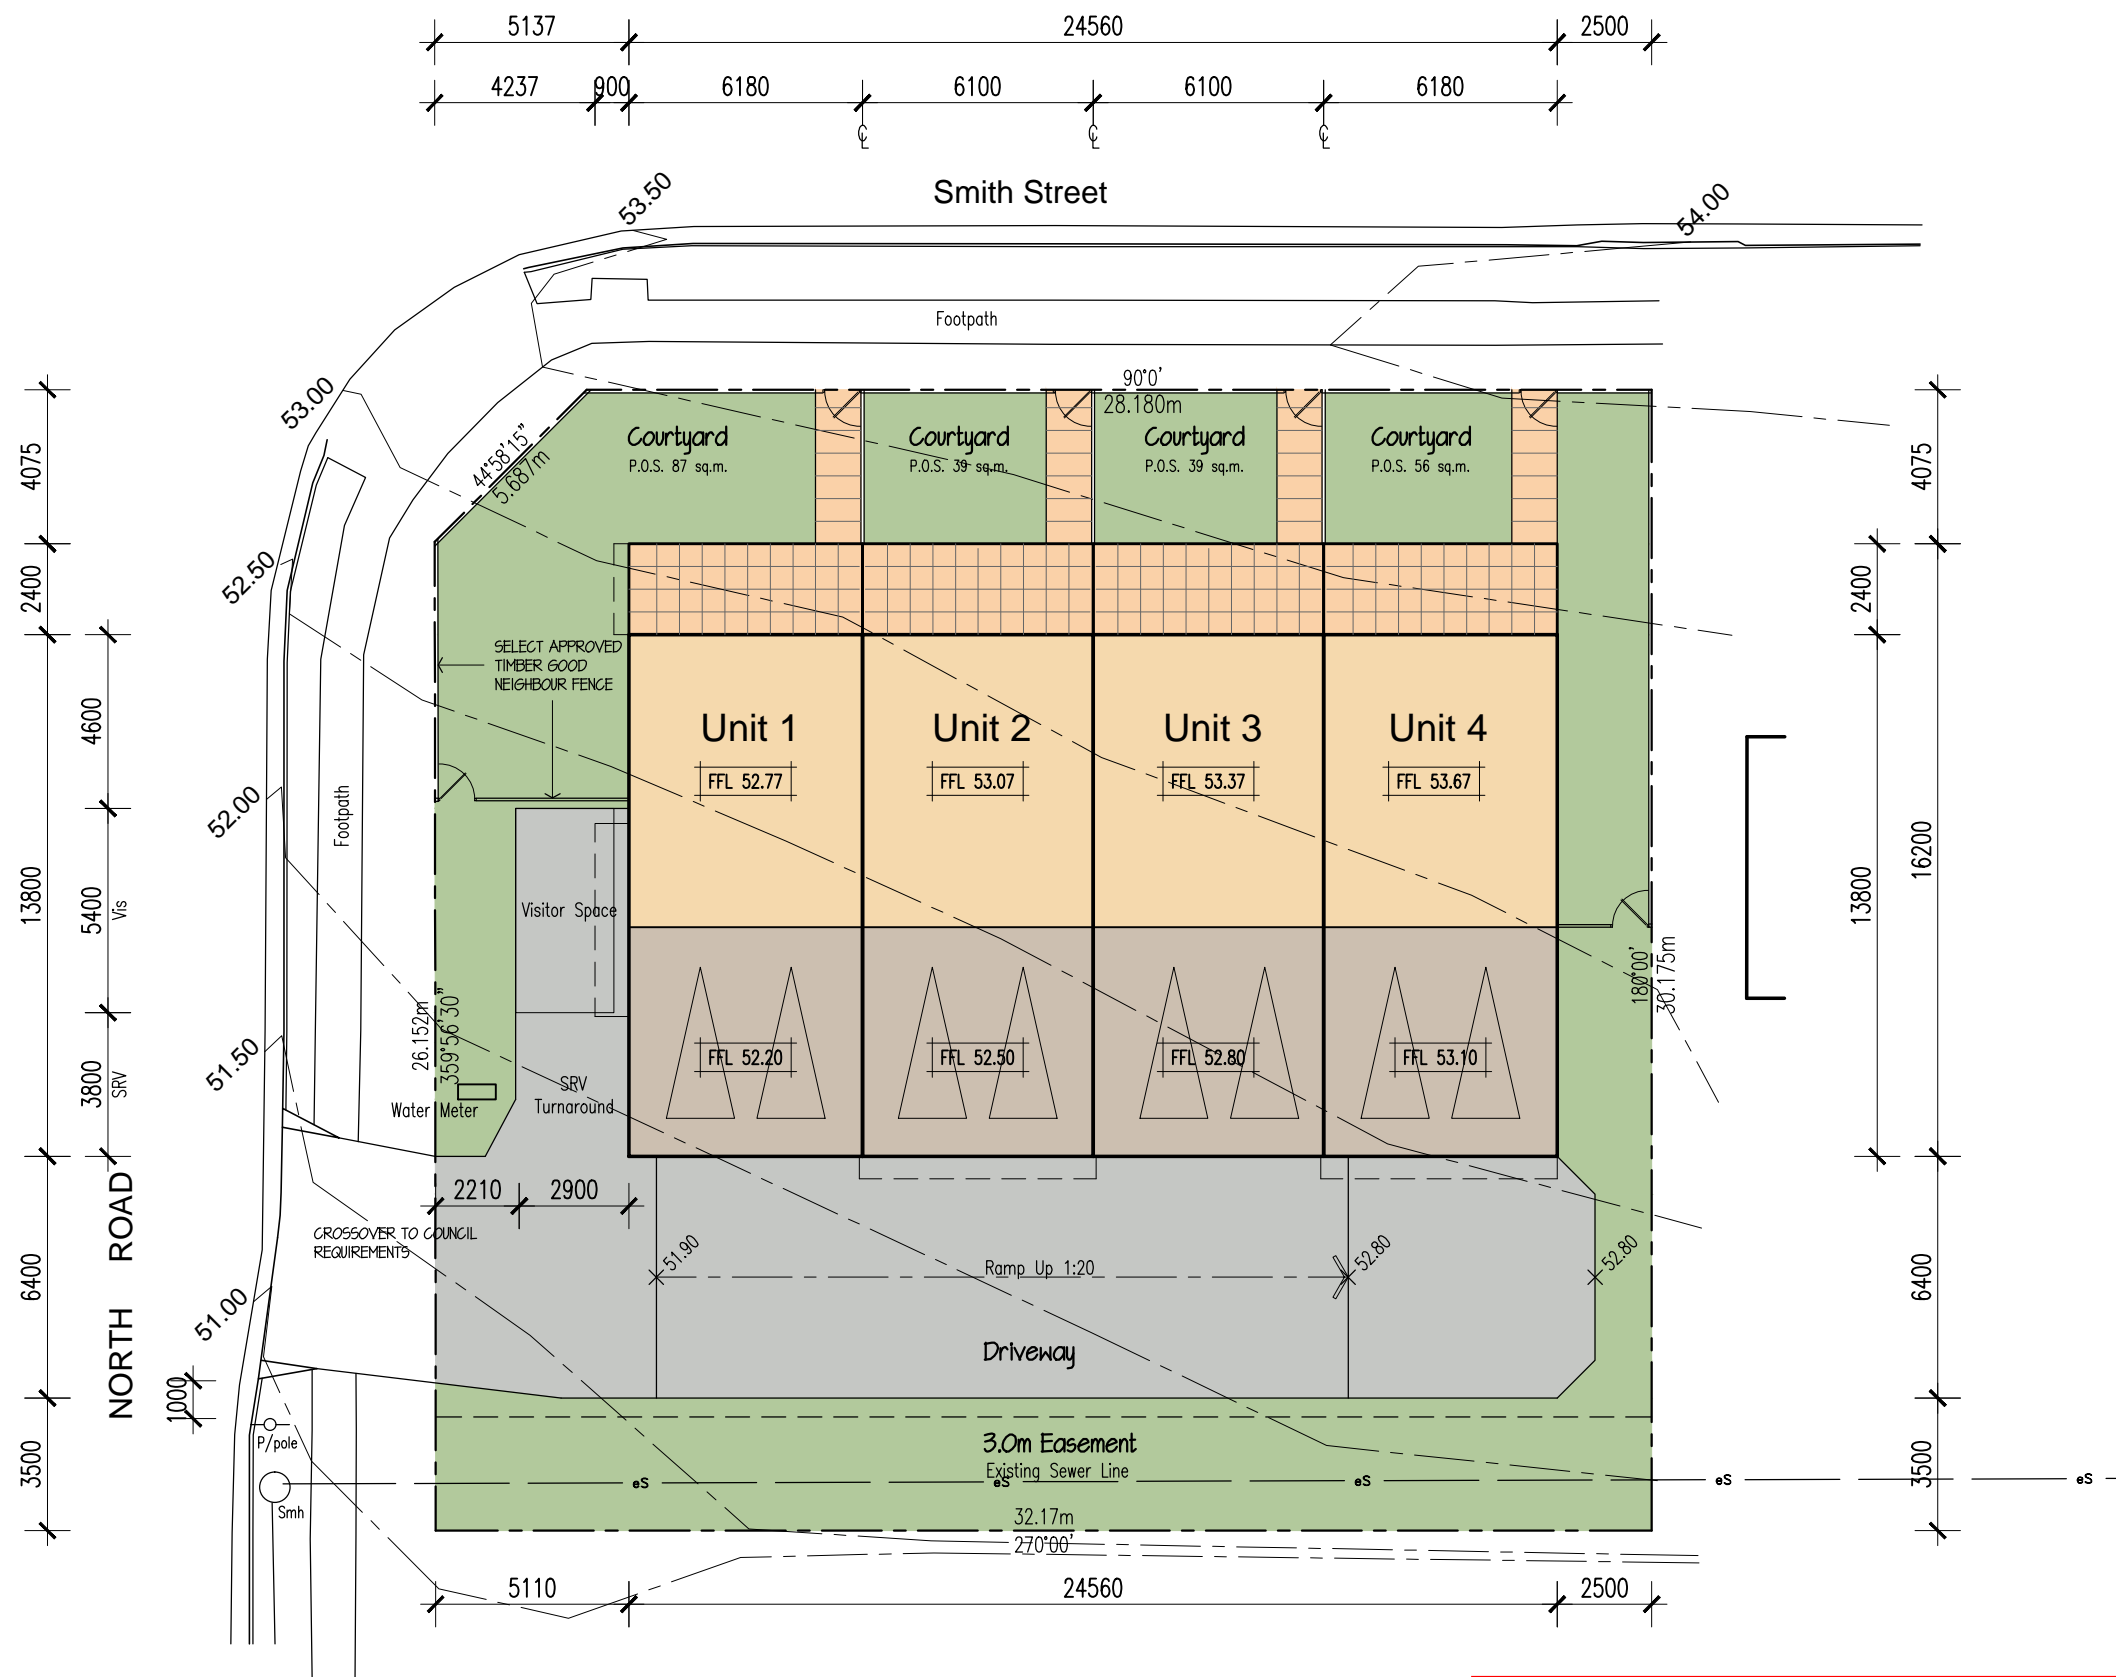 5137
24560
2500
4237
900
6180
6100
6100
6180
℄
℄
℄
Smith Street
53.50
54.00
Footpath
53.00
90°0'
28.180m
44°58'15"
5.687m
Courtyard
P.O.S. 87 sq.m.
Courtyard
P.O.S. 39 sq.m.
Courtyard
P.O.S. 39 sq.m.
Courtyard
P.O.S. 56 sq.m.
4075
4075
52.50
2400
2400
SELECT APPROVED
TIMBER GOOD
NEIGHBOUR FENCE
4600
Unit 1
FFL 52.77
Unit 2
FFL 53.07
Unit 3
FFL 53.37
Unit 4
FFL 53.67
52.00
Footpath
13800
5400
Vis
Visitor Space
13800
16200
180°00'
30.175m
26.152m
359°56'30"
51.50
3800
SRV
Water Meter
SRV
Turnaround
FFL 52.20
FFL 52.50
FFL 52.80
FFL 53.10
2210
2900
NORTH ROAD
CROSSOVER TO COUNCIL
REQUIREMENTS
6400
51.90
Ramp Up 1:20
52.80
52.80
6400
51.00
Driveway
1000
P/pole
3500
3.0m Easement
Existing Sewer Line
eS
eS
eS
eS
eS
3500
Smh
32.17m
270°00'
5110
24560
2500